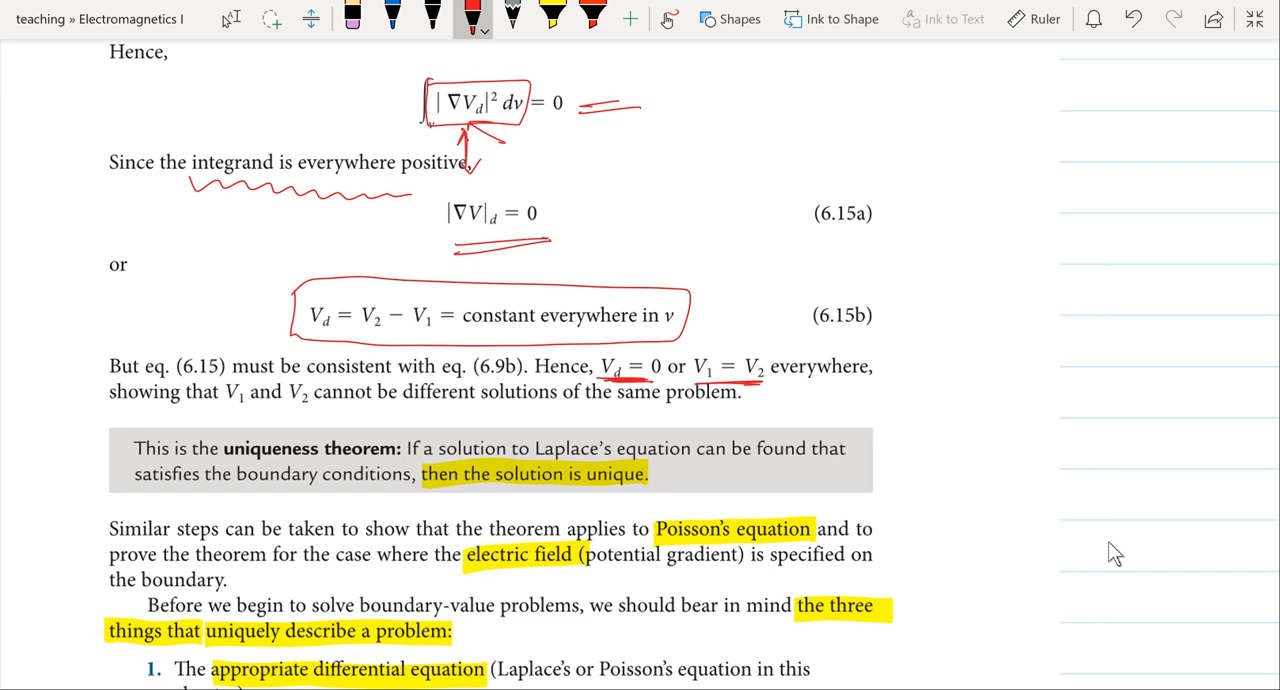 teaching » Electromagnetics I
Shapes
Ink to Shape
Ink to Text
Ruler
Hence,
∫ᵥ | ∇V_d|² dv = 0
Since the integrand is everywhere positive,
|∇V|_d = 0 (6.15a)
or
V_d = V₂ − V₁ = constant everywhere in v (6.15b)
But eq. (6.15) must be consistent with eq. (6.9b). Hence, V_d = 0 or V₁ = V₂ everywhere,
showing that V₁ and V₂ cannot be different solutions of the same problem.
This is the uniqueness theorem: If a solution to Laplace's equation can be found that
satisfies the boundary conditions, then the solution is unique.
Similar steps can be taken to show that the theorem applies to Poisson's equation and to
prove the theorem for the case where the electric field (potential gradient) is specified on
the boundary.
Before we begin to solve boundary-value problems, we should bear in mind the three
things that uniquely describe a problem:
1. The appropriate differential equation (Laplace's or Poisson's equation in this